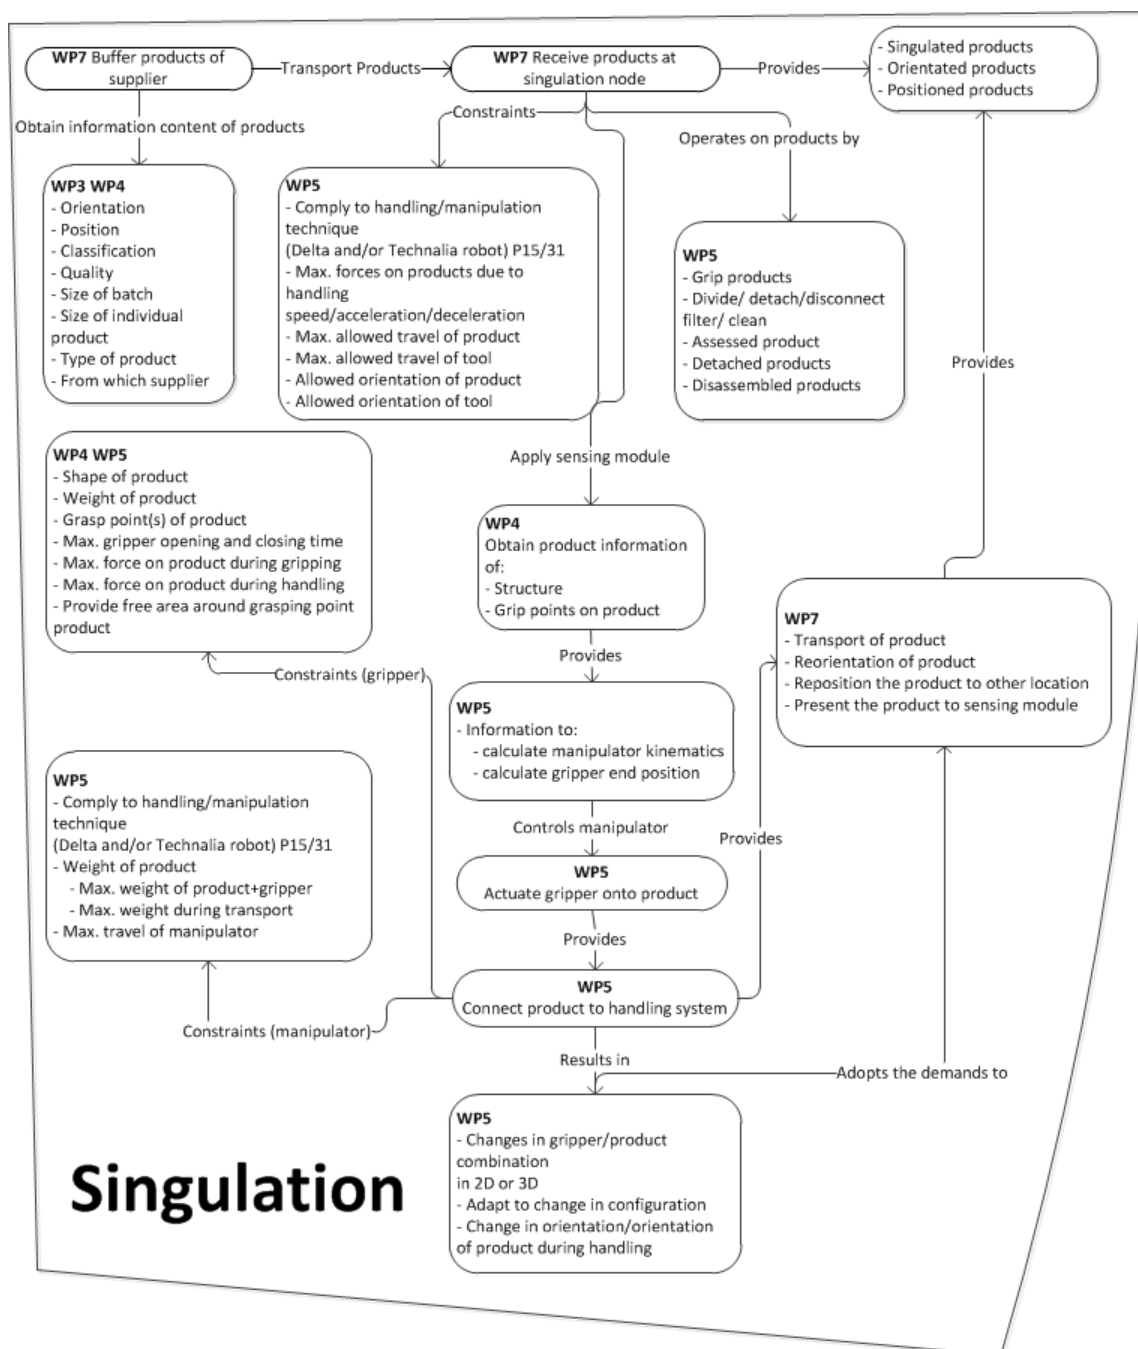 WP7 Buffer products of
supplier
Transport Products
WP7 Receive products at
singulation node
Provides
- Singulated products
- Orientated products
- Positioned products
Obtain information content of products
Constraints
Operates on products by
WP3 WP4
- Orientation
- Position
- Classification
- Quality
- Size of batch
- Size of individual
product
- Type of product
- From which supplier
WP5
- Comply to handling/manipulation
technique
(Delta and/or Technalia robot) P15/31
- Max. forces on products due to
handling
speed/acceleration/deceleration
- Max. allowed travel of product
- Max. allowed travel of tool
- Allowed orientation of product
- Allowed orientation of tool
WP5
- Grip products
- Divide/ detach/disconnect
filter/ clean
- Assessed product
- Detached products
- Disassembled products
Provides
WP4 WP5
- Shape of product
- Weight of product
- Grasp point(s) of product
- Max. gripper opening and closing time
- Max. force on product during gripping
- Max. force on product during handling
- Provide free area around grasping point
product
Apply sensing module
WP4
Obtain product information
of:
- Structure
- Grip points on product
Provides
WP7
- Transport of product
- Reorientation of product
- Reposition the product to other location
- Present the product to sensing module
Constraints (gripper)
WP5
- Information to:
- calculate manipulator kinematics
- calculate gripper end position
WP5
- Comply to handling/manipulation
technique
(Delta and/or Technalia robot) P15/31
- Weight of product
- Max. weight of product+gripper
- Max. weight during transport
- Max. travel of manipulator
Controls manipulator
Provides
WP5
Actuate gripper onto product
Provides
WP5
Connect product to handling system
Constraints (manipulator)
Results in
Adopts the demands to
WP5
- Changes in gripper/product
combination
in 2D or 3D
- Adapt to change in configuration
- Change in orientation/orientation
of product during handling
Singulation